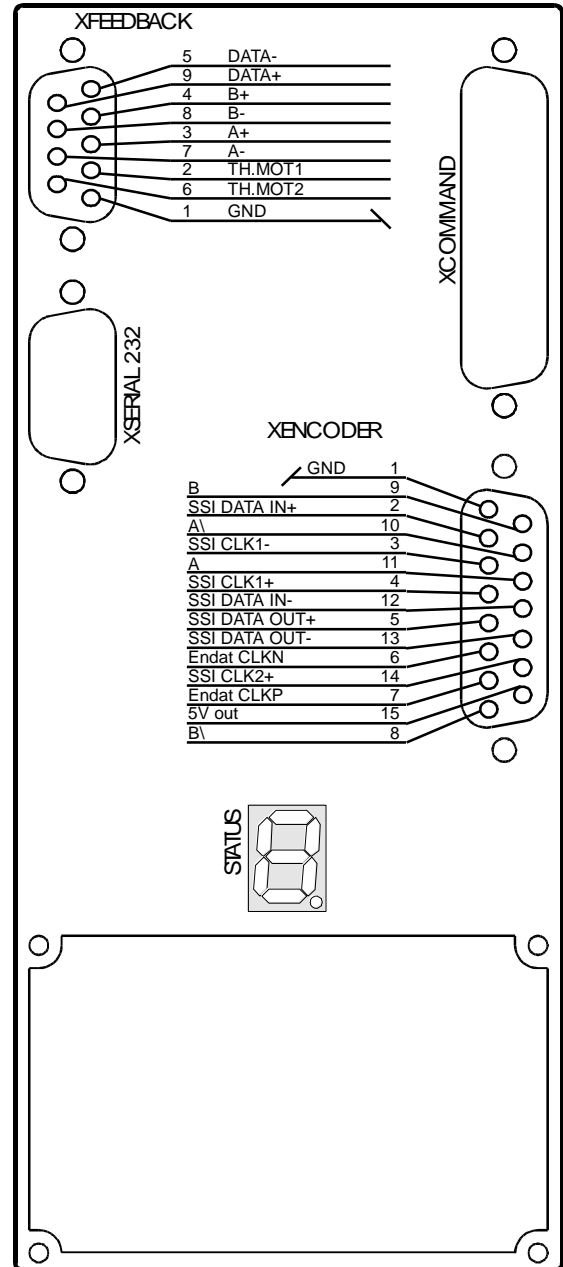 XFEEDBACK
5 DATA-
9 DATA+
4 B+
8 B-
3 A+
7 A-
2 TH.MOT1
6 TH.MOT2
1 GND
XCOMMAND
XSERIAL 232
XENCODER
GND 1
B 9
SSI DATA IN+ 2
A\ 10
SSI CLK1- 3
A 11
SSI CLK1+ 4
SSI DATA IN- 12
SSI DATA OUT+ 5
SSI DATA OUT- 13
Endat CLKN 6
SSI CLK2+ 14
Endat CLKP 7
5V out 15
B\ 8
STATUS